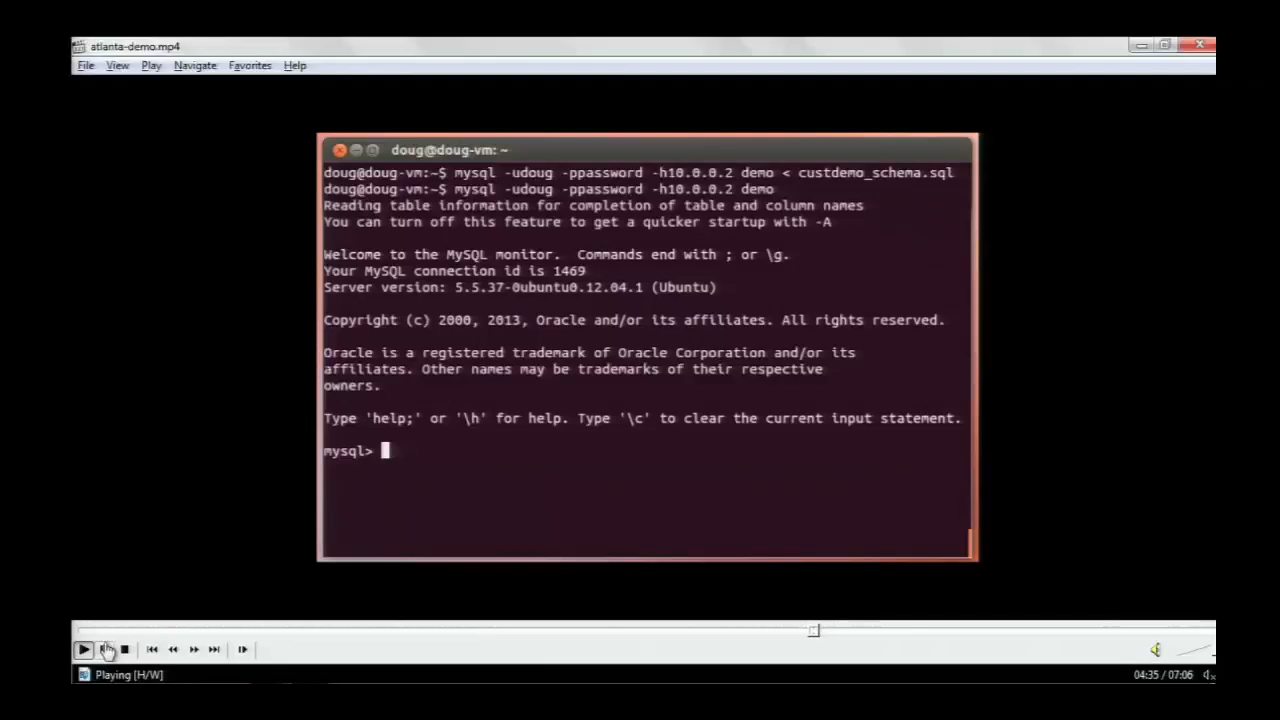 atlanta-demo.mp4
File View Play Navigate Favorites Help
doug@doug-vm: ~
doug@doug-vm:~$ mysql -udoug -ppassword -h10.0.0.2 demo < custdemo_schema.sql
doug@doug-vm:~$ mysql -udoug -ppassword -h10.0.0.2 demo
Reading table information for completion of table and column names
You can turn off this feature to get a quicker startup with -A
Welcome to the MySQL monitor.  Commands end with ; or \g.
Your MySQL connection id is 1469
Server version: 5.5.37-0ubuntu0.12.04.1 (Ubuntu)
Copyright (c) 2000, 2013, Oracle and/or its affiliates. All rights reserved.
Oracle is a registered trademark of Oracle Corporation and/or its
affiliates. Other names may be trademarks of their respective
owners.
Type 'help;' or '\h' for help. Type '\c' to clear the current input statement.
mysql>
Playing [H/W]
04:35 / 07:06